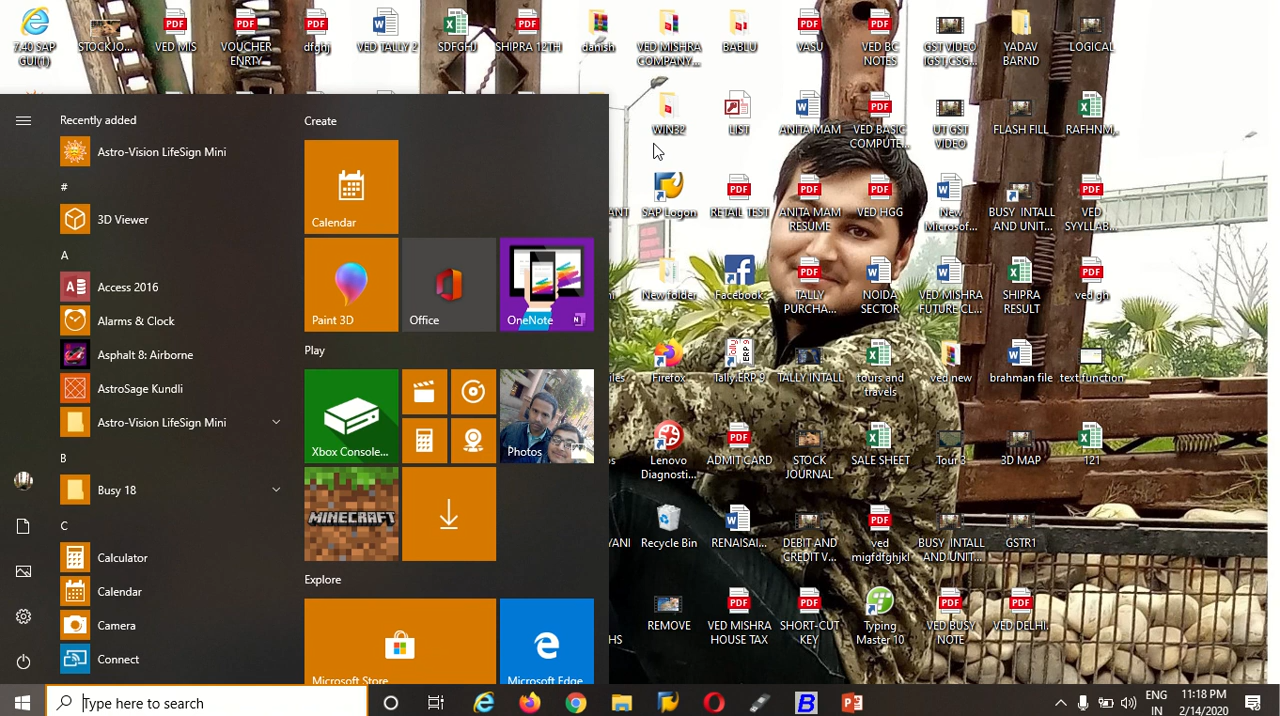 7.40 SAP
GUI(1)
STOCKJO...
VED MIS
VOUCHER
ENRTY
dfghj
VED TALLY 2
SDFGHJ
SHIPRA 12TH
danish
VED MISHRA
COMPANY...
BABLU
VASU
VED BC
NOTES
GST VIDEO
IGST,CSG...
YADAV
BARND
LOGICAL
WIN32
LIST
ANITA MAM
VED BASIC
COMPUTE...
UT GST
VIDEO
FLASH FILL
RAFHNM,..
SAP Logon
RETAIL TEST
ANITA MAM
RESUME
VED HGG
New
Microsof...
BUSY INTALL
AND UNIT...
VED
SYYLLAB...
New folder
Facebook
TALLY
PURCHA...
NOIDA
SECTOR
VED MISHRA
FUTURE CL...
SHIPRA
RESULT
ved gh
Firefox
Tally.ERP 9
TALLY INTALL
tours and
travels
ved new
brahman file
text function
Lenovo
Diagnosti...
ADMIT CARD
STOCK
JOURNAL
SALE SHEET
Tour 3
3D MAP
121
Recycle Bin
RENAISAI...
DEBIT AND
CREDIT V...
ved
migfdfghjkl
BUSY INTALL
AND UNIT...
GSTR1
REMOVE
VED MISHRA
HOUSE TAX
SHORT-CUT
KEY
Typing
Master 10
VED BUSY
NOTE
VED DELHI.
Recently added
Astro-Vision LifeSign Mini
#
3D Viewer
A
Access 2016
Alarms & Clock
Asphalt 8: Airborne
AstroSage Kundli
Astro-Vision LifeSign Mini
B
Busy 18
C
Calculator
Calendar
Camera
Connect
Create
Calendar
Paint 3D
Office
OneNote
Play
Xbox Console...
Photos
MINECRAFT
Explore
Microsoft Store
Microsoft Edge
Type here to search
ENG
IN
11:18 PM
2/14/2020